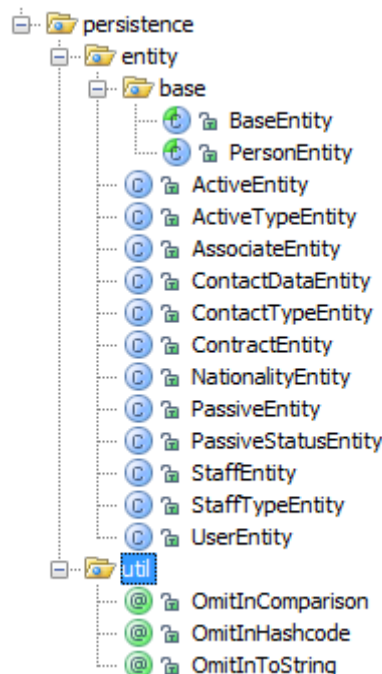 persistence
entity
base
BaseEntity
PersonEntity
ActiveEntity
ActiveTypeEntity
AssociateEntity
ContactDataEntity
ContactTypeEntity
ContractEntity
NationalityEntity
PassiveEntity
PassiveStatusEntity
StaffEntity
StaffTypeEntity
UserEntity
util
OmitInComparison
OmitInHashcode
OmitInToString